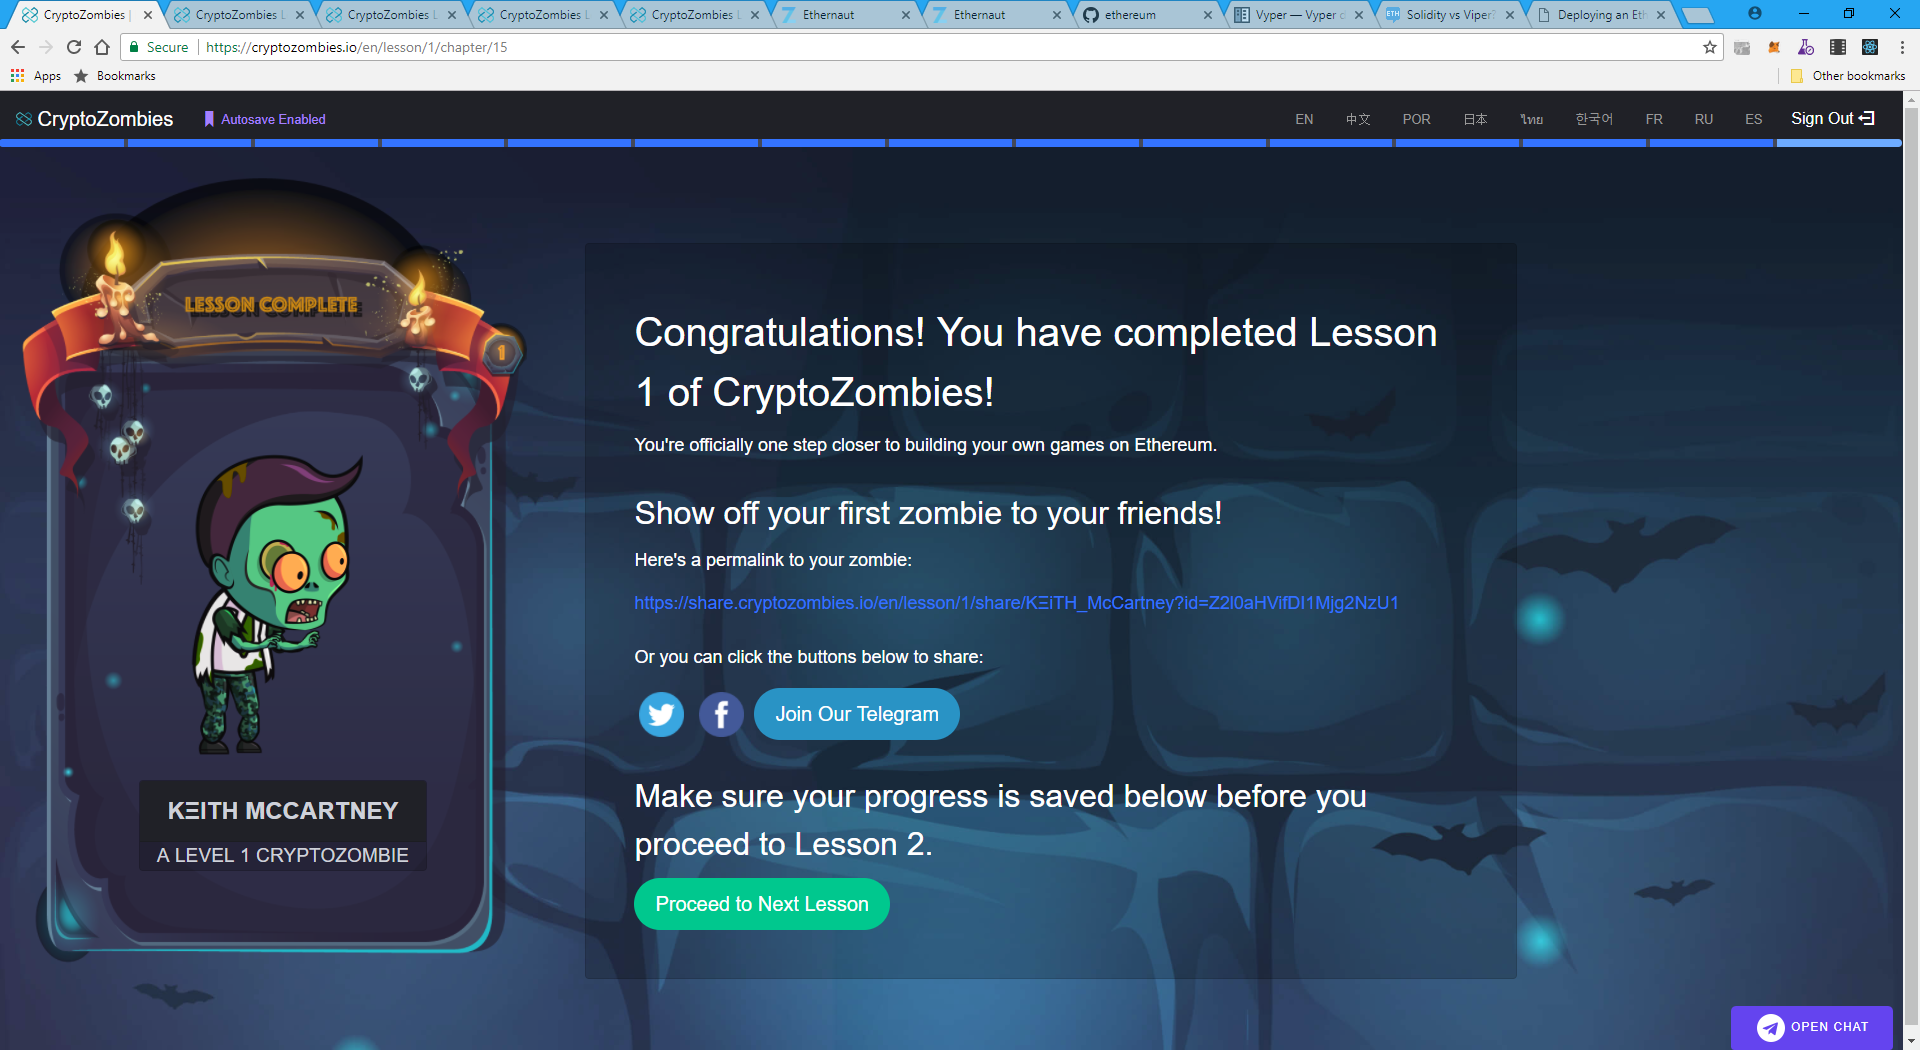 CryptoZombies |
CryptoZombies L
CryptoZombies L
CryptoZombies L
CryptoZombies L
Ethernaut
Ethernaut
ethereum
Vyper — Vyper d
Solidity vs Viper?
Deploying an Eth
Secure
https://cryptozombies.io/en/lesson/1/chapter/15
Apps
Bookmarks
Other bookmarks
CryptoZombies
Autosave Enabled
EN
中文
POR
日本
ไทย
한국어
FR
RU
ES
Sign Out
LESSON COMPLETE
1
KΞITH MCCARTNEY
A LEVEL 1 CRYPTOZOMBIE
Congratulations! You have completed Lesson
1 of CryptoZombies!
You're officially one step closer to building your own games on Ethereum.
Show off your first zombie to your friends!
Here's a permalink to your zombie:
https://share.cryptozombies.io/en/lesson/1/share/KΞiTH_McCartney?id=Z2l0aHVifDI1Mjg2NzU1
Or you can click the buttons below to share:
Join Our Telegram
Make sure your progress is saved below before you
proceed to Lesson 2.
Proceed to Next Lesson
OPEN CHAT